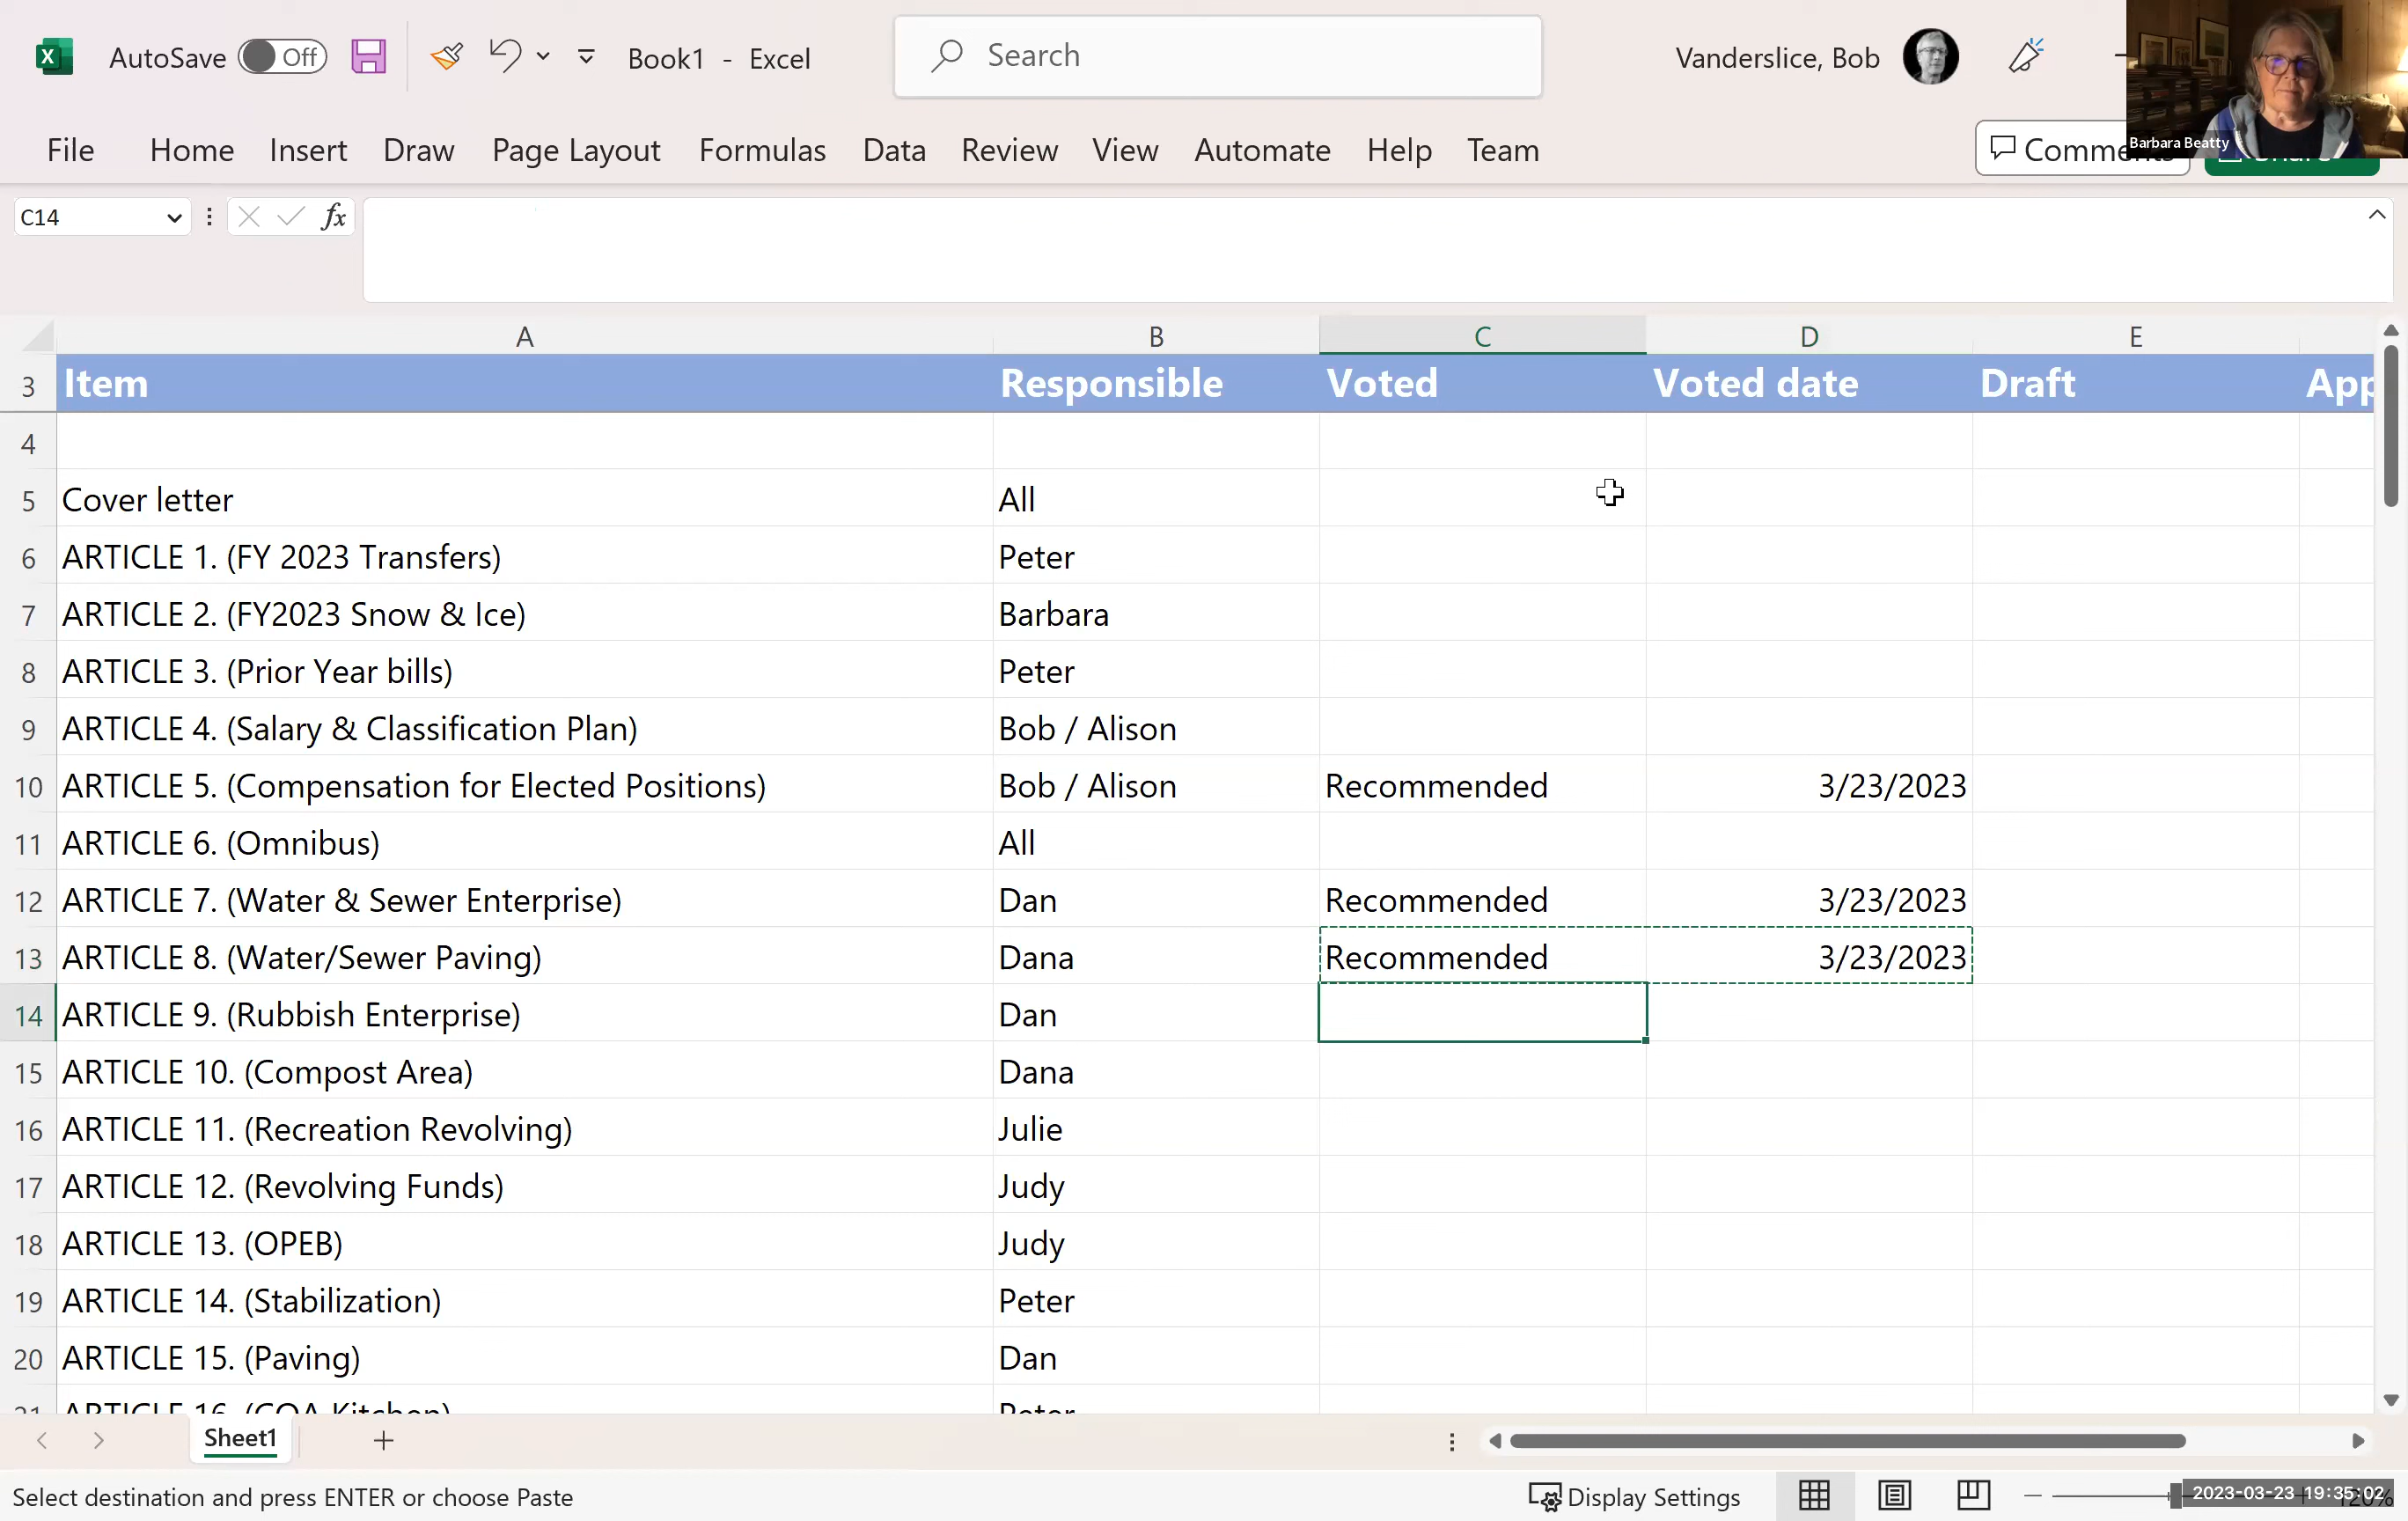 AutoSave Off Book1 - Excel Search Vanderslice, Bob
File Home Insert Draw Page Layout Formulas Data Review View Automate Help Team
Barbara Beatty
C14 fx
A B C D E
3 Item Responsible Voted Voted date Draft App
4
5 Cover letter All
6 ARTICLE 1. (FY 2023 Transfers) Peter
7 ARTICLE 2. (FY2023 Snow & Ice) Barbara
8 ARTICLE 3. (Prior Year bills) Peter
9 ARTICLE 4. (Salary & Classification Plan) Bob / Alison
10 ARTICLE 5. (Compensation for Elected Positions) Bob / Alison Recommended 3/23/2023
11 ARTICLE 6. (Omnibus) All
12 ARTICLE 7. (Water & Sewer Enterprise) Dan Recommended 3/23/2023
13 ARTICLE 8. (Water/Sewer Paving) Dana Recommended 3/23/2023
14 ARTICLE 9. (Rubbish Enterprise) Dan
15 ARTICLE 10. (Compost Area) Dana
16 ARTICLE 11. (Recreation Revolving) Julie
17 ARTICLE 12. (Revolving Funds) Judy
18 ARTICLE 13. (OPEB) Judy
19 ARTICLE 14. (Stabilization) Peter
20 ARTICLE 15. (Paving) Dan
21 ARTICLE 16. (COA Kitchen) Peter
Sheet1
Select destination and press ENTER or choose Paste Display Settings 2023-03-23 19:35:02